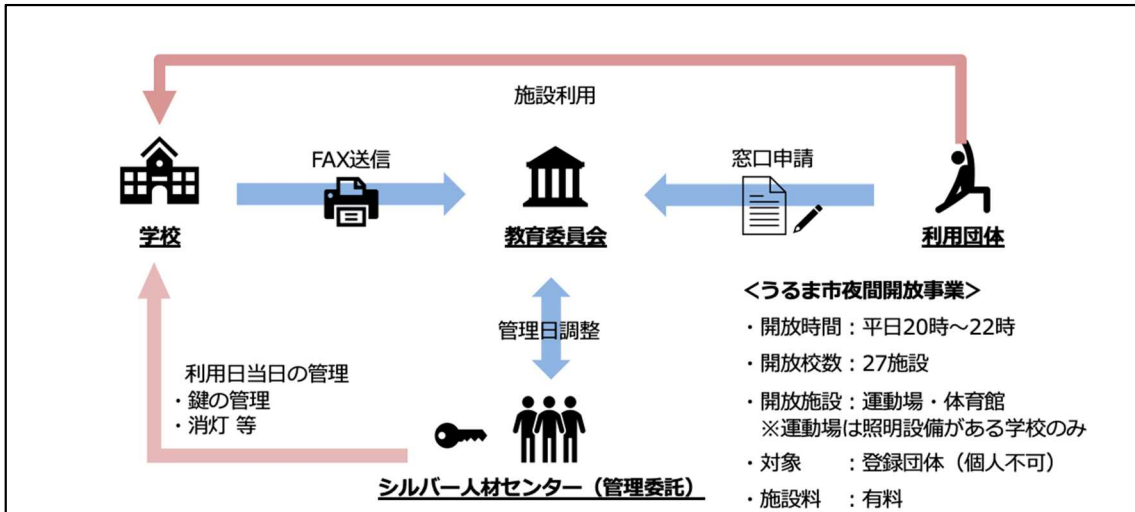 施設利用
FAX送信
窓口申請
学校
教育委員会
利用団体
管理日調整
利用日当日の管理
・鍵の管理
・消灯 等
シルバー人材センター（管理委託）
＜うるま市夜間開放事業＞
・開放時間：平日20時～22時
・開放校数：27施設
・開放施設：運動場・体育館
※運動場は照明設備がある学校のみ
・対象　　：登録団体（個人不可）
・施設料　：有料